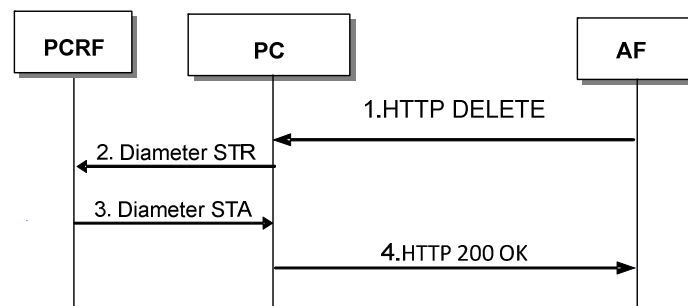 PCRF
PC
AF
1.HTTP DELETE
2. Diameter STR
3. Diameter STA
4.HTTP 200 OK